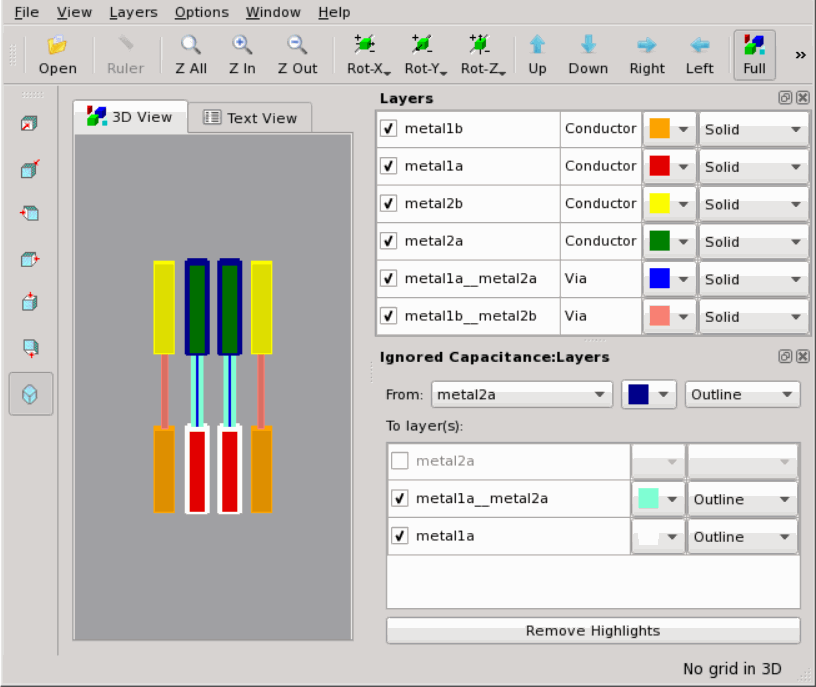 File View Layers Options Window Help
Open Ruler Z All Z In Z Out Rot-X Rot-Y Rot-Z Up Down Right Left Full »
3D View Text View
Layers
metal1b Conductor Solid
metal1a Conductor Solid
metal2b Conductor Solid
metal2a Conductor Solid
metal1a__metal2a Via Solid
metal1b__metal2b Via Solid
Ignored Capacitance:Layers
From: metal2a Outline
To layer(s):
metal2a
metal1a__metal2a Outline
metal1a Outline
Remove Highlights
No grid in 3D